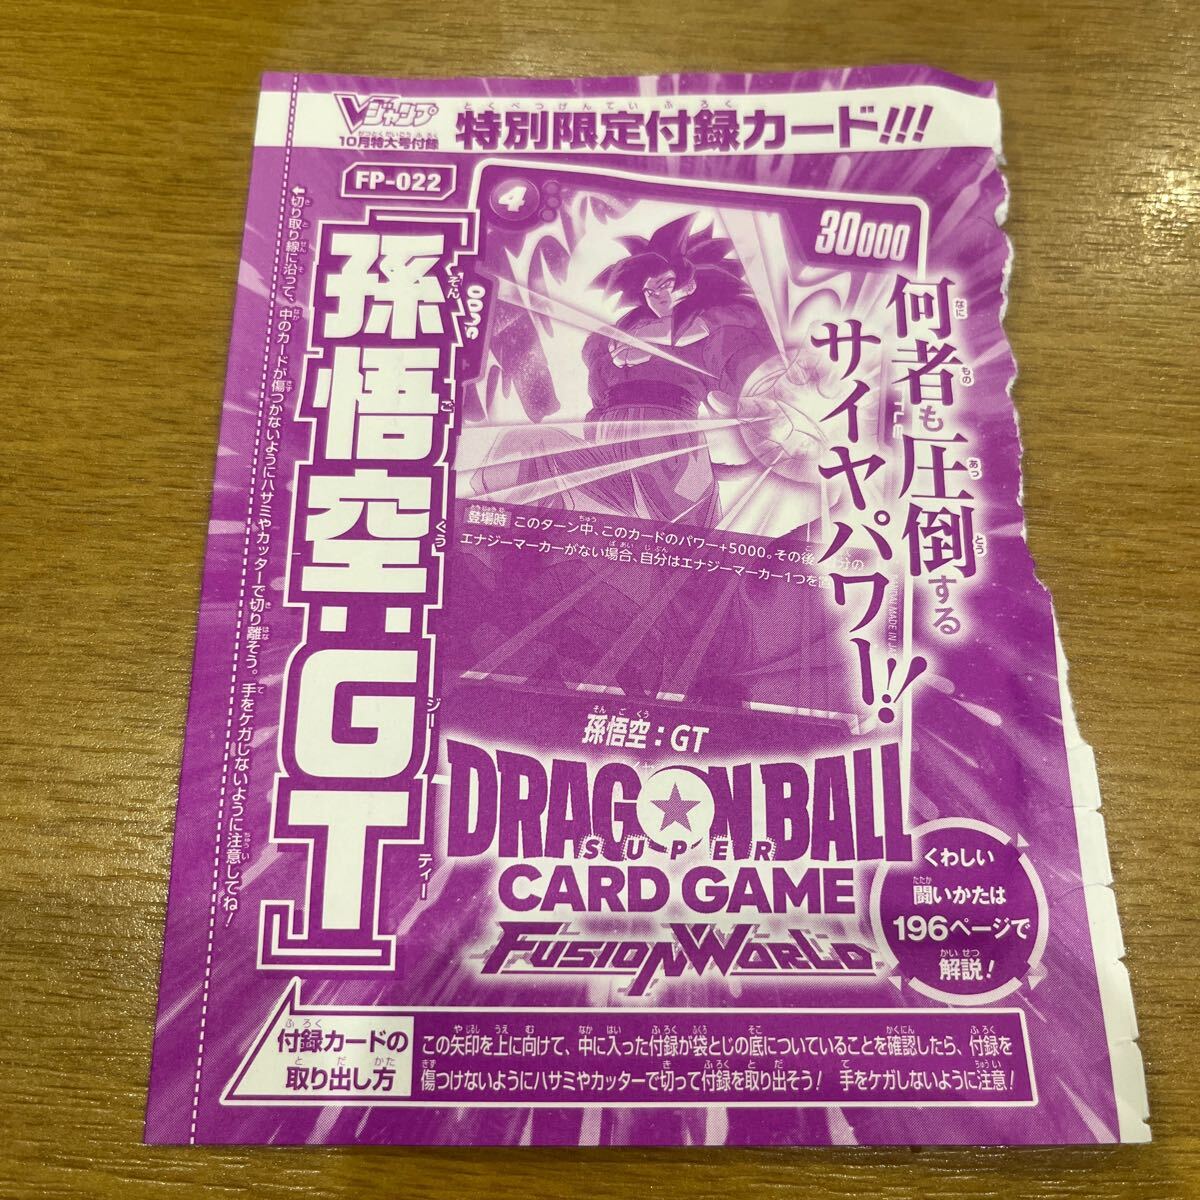 Vジャンプ
10月特大号付録
特別限定付録カード!!!
FP-022
「孫悟空:GT」
←切り取り線に沿って、中のカードが傷つかないようにハサミやカッターで切り離そう。手をケガしないように注意してね!
4
30000
何者も圧倒する
サイヤパワー!!
登場時 このターン中、このカードのパワー+5000。その後
エナジーマーカーがない場合、自分はエナジーマーカー1つを
孫悟空:GT
DRAGON BALL
SUPER
CARD GAME
FUSION WORLD
くわしい
闘いかたは
196ページで
解説!
付録カードの
取り出し方
この矢印を上に向けて、中に入った付録が袋とじの底についていることを確認したら、付録を
傷つけないようにハサミやカッターで切って付録を取り出そう! 手をケガしないように注意!